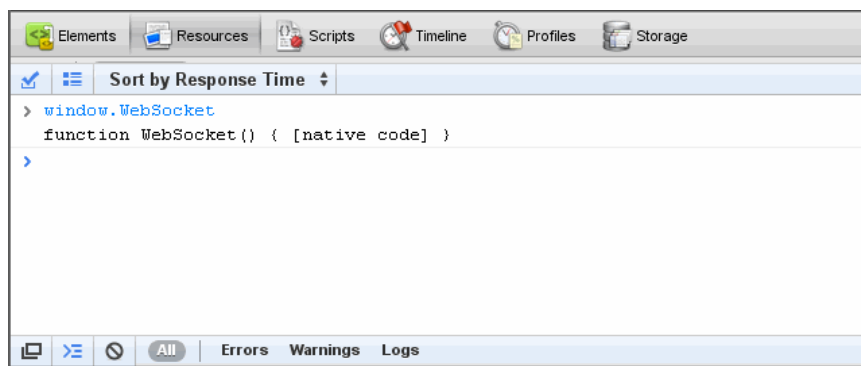 Elements Resources Scripts Timeline Profiles Storage
Sort by Response Time
> window.WebSocket
function WebSocket() { [native code] }
>
All Errors Warnings Logs